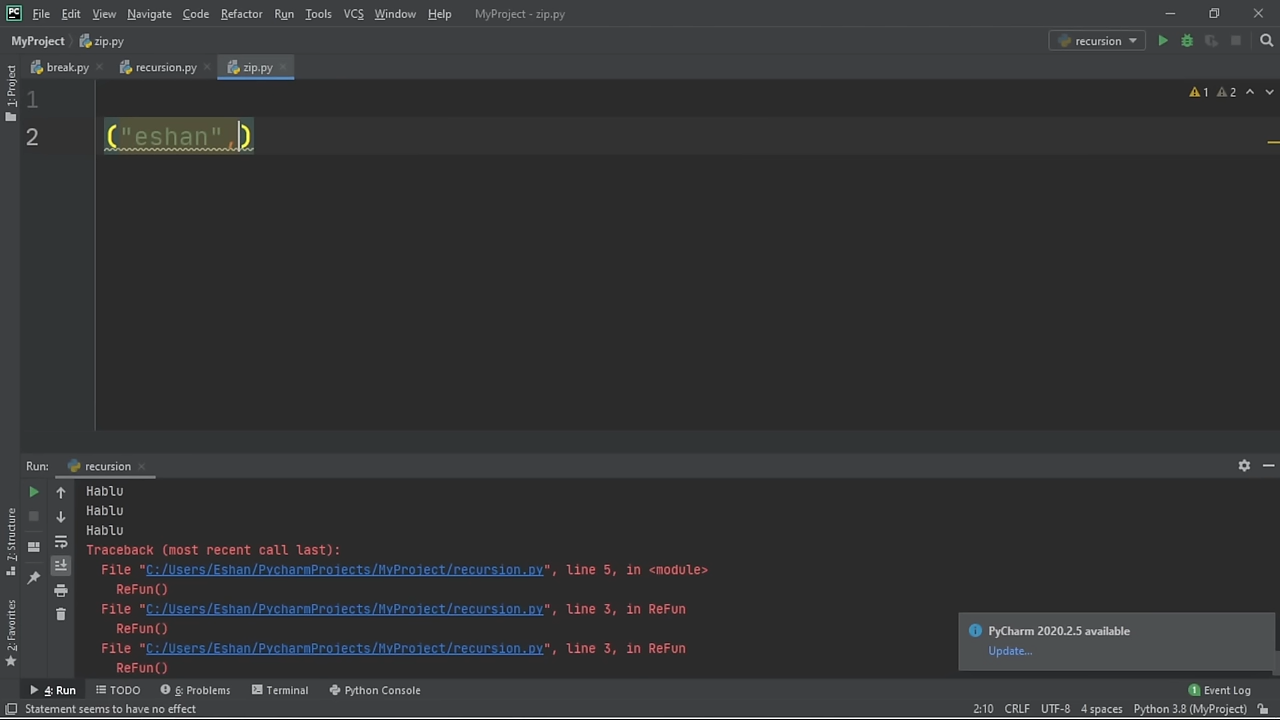 File Edit View Navigate Code Refactor Run Tools VCS Window Help MyProject - zip.py
MyProject zip.py recursion
break.py recursion.py zip.py
1: Project
1
1 2
2 ("eshan",)
Run: recursion
Hablu
Hablu
Hablu
Traceback (most recent call last):
File "C:/Users/Eshan/PycharmProjects/MyProject/recursion.py", line 5, in <module>
ReFun()
File "C:/Users/Eshan/PycharmProjects/MyProject/recursion.py", line 3, in ReFun
ReFun()
File "C:/Users/Eshan/PycharmProjects/MyProject/recursion.py", line 3, in ReFun
ReFun()
Z: Structure
2: Favorites
PyCharm 2020.2.5 available
Update...
4: Run TODO 6: Problems Terminal Python Console 1 Event Log
Statement seems to have no effect 2:10 CRLF UTF-8 4 spaces Python 3.8 (MyProject)